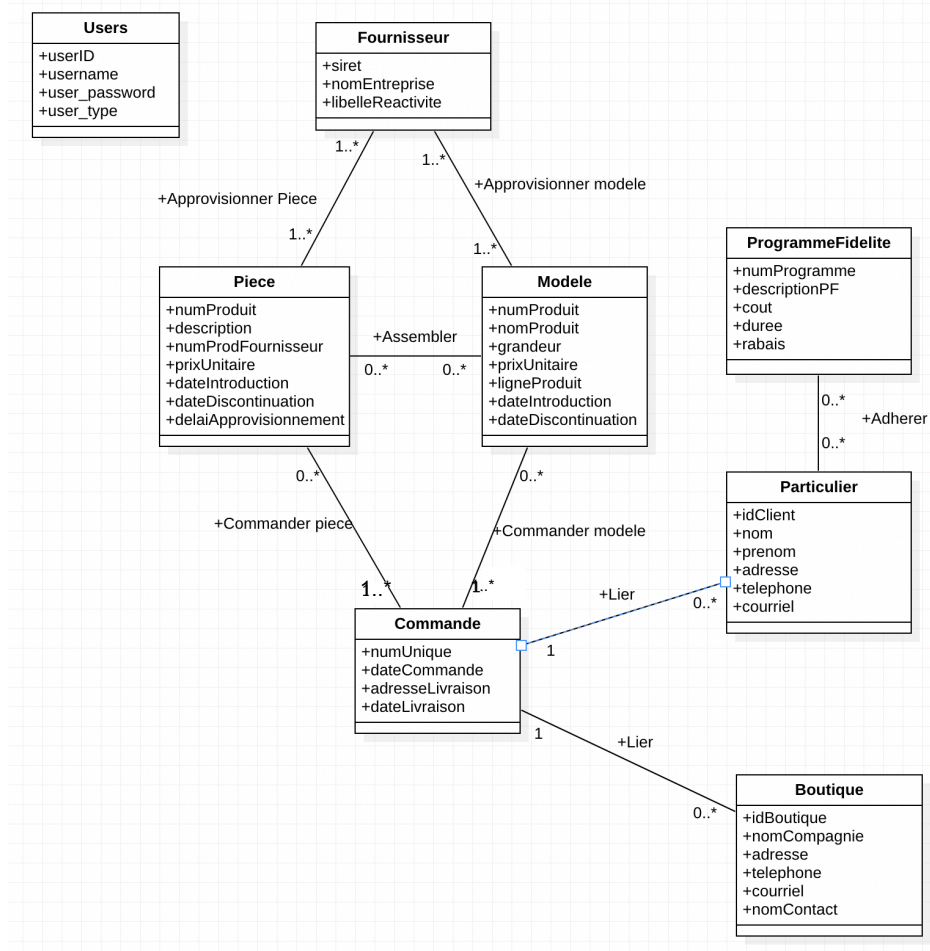 Users
+userID
+username
+user_password
+user_type
Fournisseur
+siret
+nomEntreprise
+libelleReactivite
1..*
1..*
+Approvisionner Piece
+Approvisionner modele
1..*
1..*
Piece
+numProduit
+description
+numProdFournisseur
+prixUnitaire
+dateIntroduction
+dateDiscontinuation
+delaiApprovisionnement
+Assembler
0..*
0..*
Modele
+numProduit
+nomProduit
+grandeur
+prixUnitaire
+ligneProduit
+dateIntroduction
+dateDiscontinuation
ProgrammeFidelite
+numProgramme
+descriptionPF
+cout
+duree
+rabais
0..*
+Adherer
0..*
Particulier
+idClient
+nom
+prenom
+adresse
+telephone
+courriel
0..*
0..*
+Commander piece
+Commander modele
1..*
1..*
Commande
+numUnique
+dateCommande
+adresseLivraison
+dateLivraison
+Lier
0..*
1
1
+Lier
0..*
Boutique
+idBoutique
+nomCompagnie
+adresse
+telephone
+courriel
+nomContact